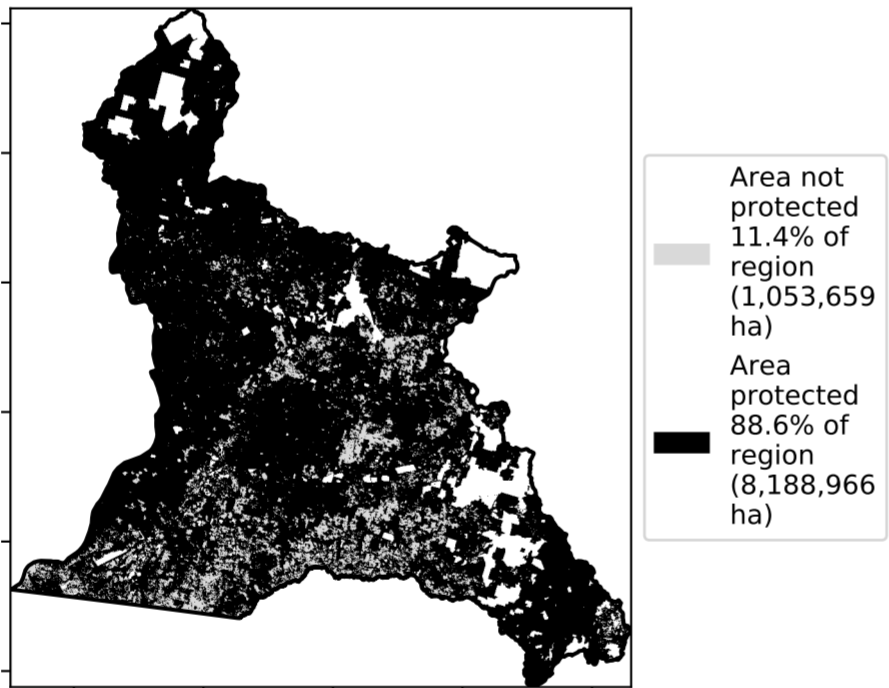 Area not
protected
11.4% of
region
(1,053,659
ha)
Area
protected
88.6% of
region
(8,188,966
ha)